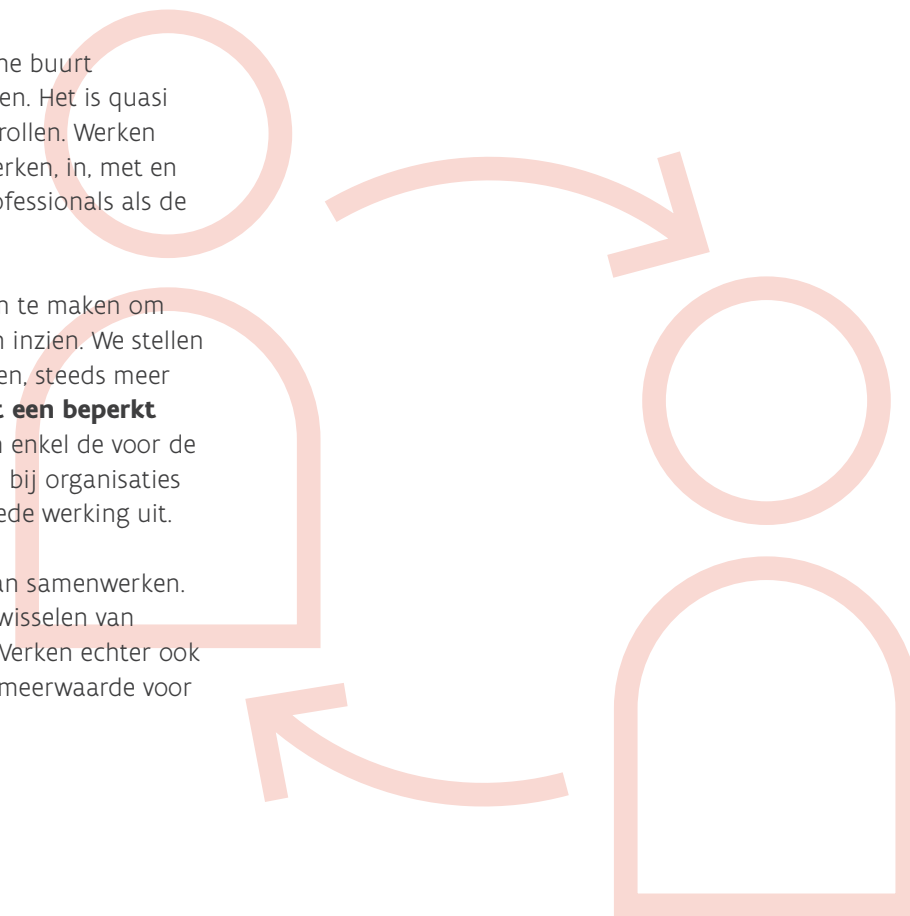 ne buurt
en. Het is quasi
rollen. Werken
erken, in, met en
ofessionals als de
n te maken om
n inzien. We stellen
en, steeds meer
t een beperkt
n enkel de voor de
bij organisaties
ede werking uit.
an samenwerken.
wisselen van
Werken echter ook
meerwaarde voor